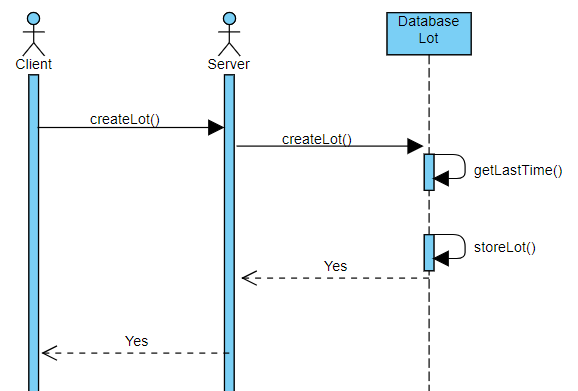 Database
Lot
Client
Server
createLot()
createLot()
getLastTime()
storeLot()
Yes
Yes